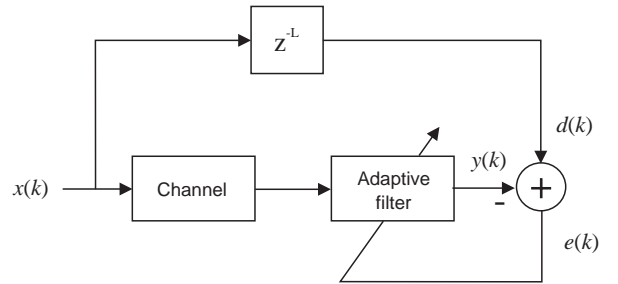 z⁻ᴸ
d(k)
x(k)
Channel
Adaptive
filter
y(k)
+
-
e(k)